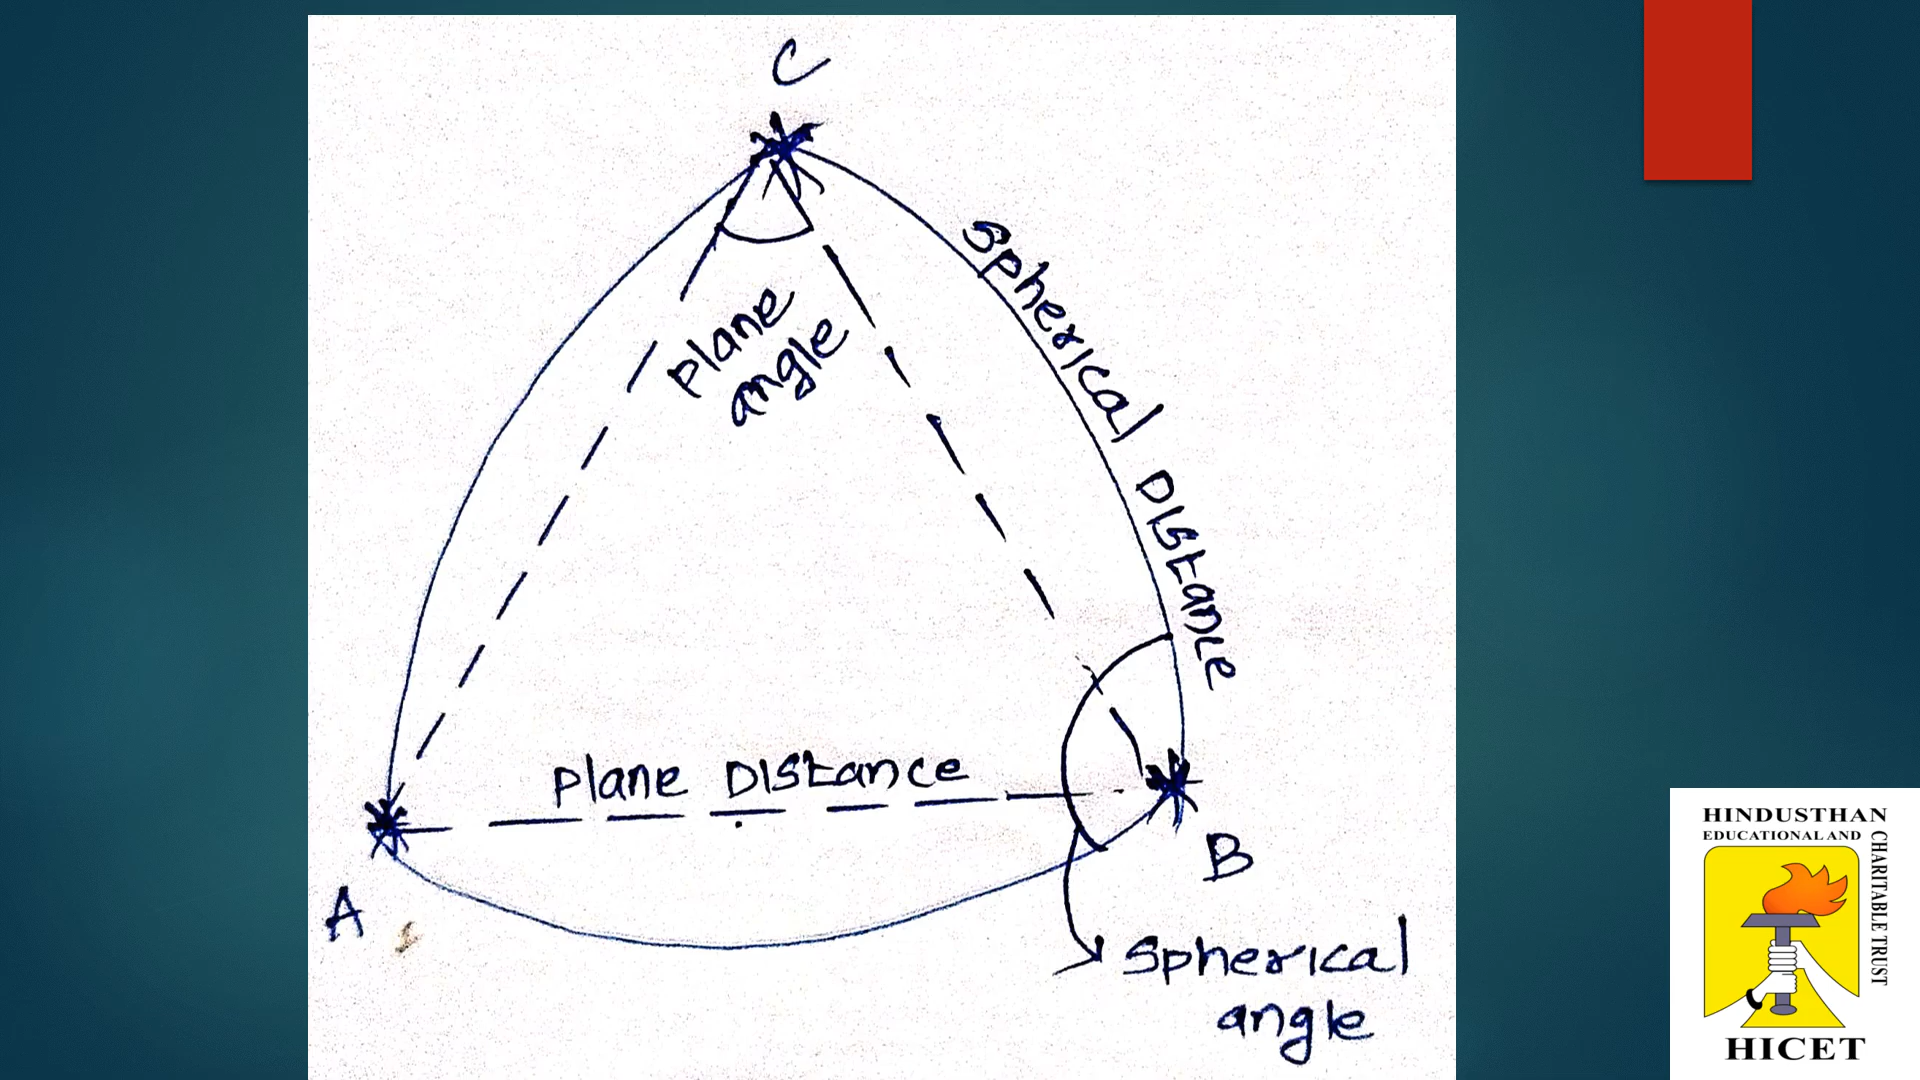 C
Spherical Distance
Plane
angle
Plane Distance
A
B
Spherical
angle
HINDUSTHAN
EDUCATIONAL AND
CHARITABLE TRUST
HICET